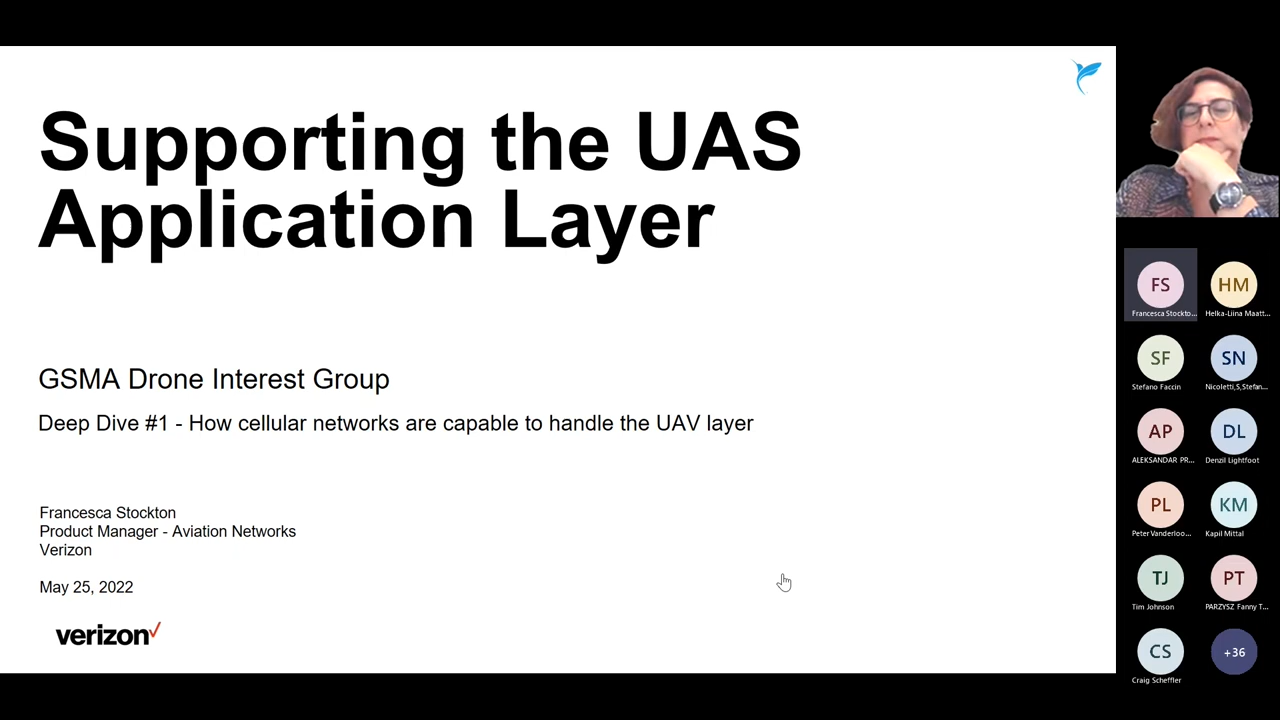 Supporting the UAS
Application Layer
GSMA Drone Interest Group
Deep Dive #1 - How cellular networks are capable to handle the UAV layer
Francesca Stockton
Product Manager - Aviation Networks
Verizon
May 25, 2022
verizon
FS
HM
Francesca Stockto...
Helka-Liina Maatt...
SF
SN
Stefano Faccin
Nicoletti,S,Stefan...
AP
DL
ALEKSANDAR PR...
Denzil Lightfoot
PL
KM
Peter Vanderloo...
Kapil Mittal
TJ
PT
Tim Johnson
PARZYSZ Fanny T...
CS
+36
Craig Scheffler